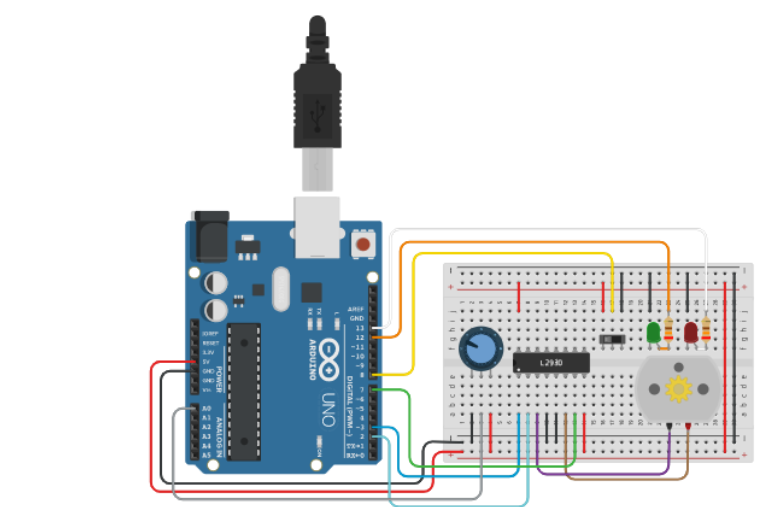 AREF
GND
13
12
~11
~10
~9
8
7
~6
~5
4
~3
2
TX→1
RX←0
DIGITAL (PWM~)
L
TX
RX
ON
ARDUINO
UNO
IOREF
RESET
3.3V
5V
GND
GND
Vin
POWER
A0
A1
A2
A3
A4
A5
ANALOG IN
L293D